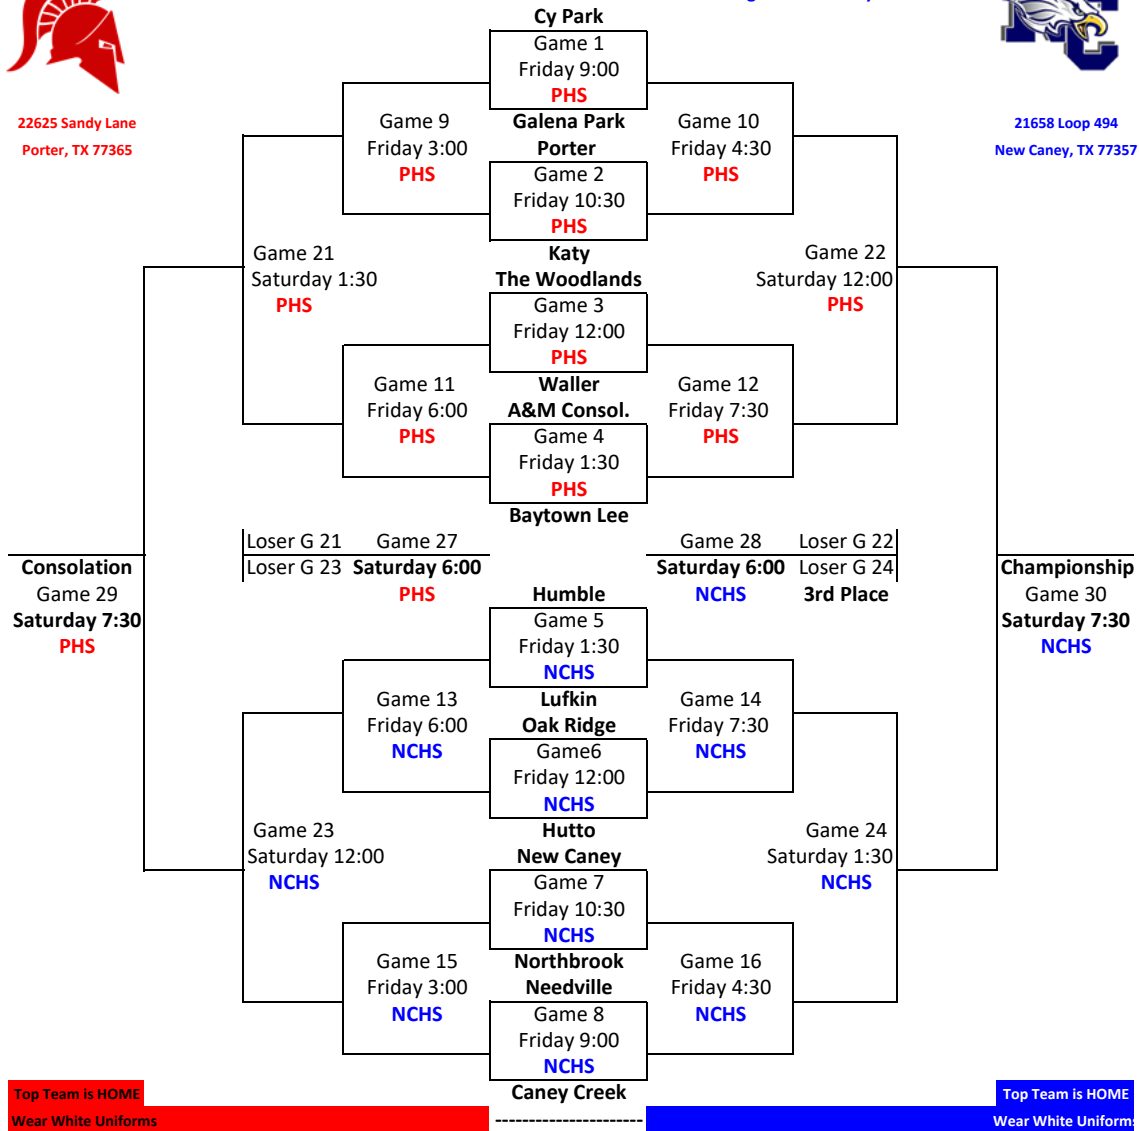 Cy Park
Game 1
Friday 9:00
PHS
22625 Sandy Lane
Porter, TX 77365
Game 9
Friday 3:00
PHS
Galena Park
Porter
Game 10
Friday 4:30
PHS
21658 Loop 494
New Caney, TX 77357
Game 2
Friday 10:30
PHS
Game 21
Saturday 1:30
PHS
Katy
The Woodlands
Game 22
Saturday 12:00
PHS
Game 3
Friday 12:00
PHS
Game 11
Friday 6:00
PHS
Waller
A&M Consol.
Game 12
Friday 7:30
PHS
Game 4
Friday 1:30
PHS
Baytown Lee
Loser G 21 Game 27
Loser G 23 Saturday 6:00
PHS
Game 28 Loser G 22
Saturday 6:00 Loser G 24
NCHS 3rd Place
Consolation
Game 29
Saturday 7:30
PHS
Championship
Game 30
Saturday 7:30
NCHS
Humble
Game 5
Friday 1:30
NCHS
Game 13
Friday 6:00
NCHS
Lufkin
Oak Ridge
Game 14
Friday 7:30
NCHS
Game6
Friday 12:00
NCHS
Game 23
Saturday 12:00
NCHS
Hutto
New Caney
Game 24
Saturday 1:30
NCHS
Game 7
Friday 10:30
NCHS
Game 15
Friday 3:00
NCHS
Northbrook
Needville
Game 16
Friday 4:30
NCHS
Game 8
Friday 9:00
NCHS
Caney Creek
---------------------
Top Team is HOME
Wear White Uniforms
Top Team is HOME
Wear White Uniforms